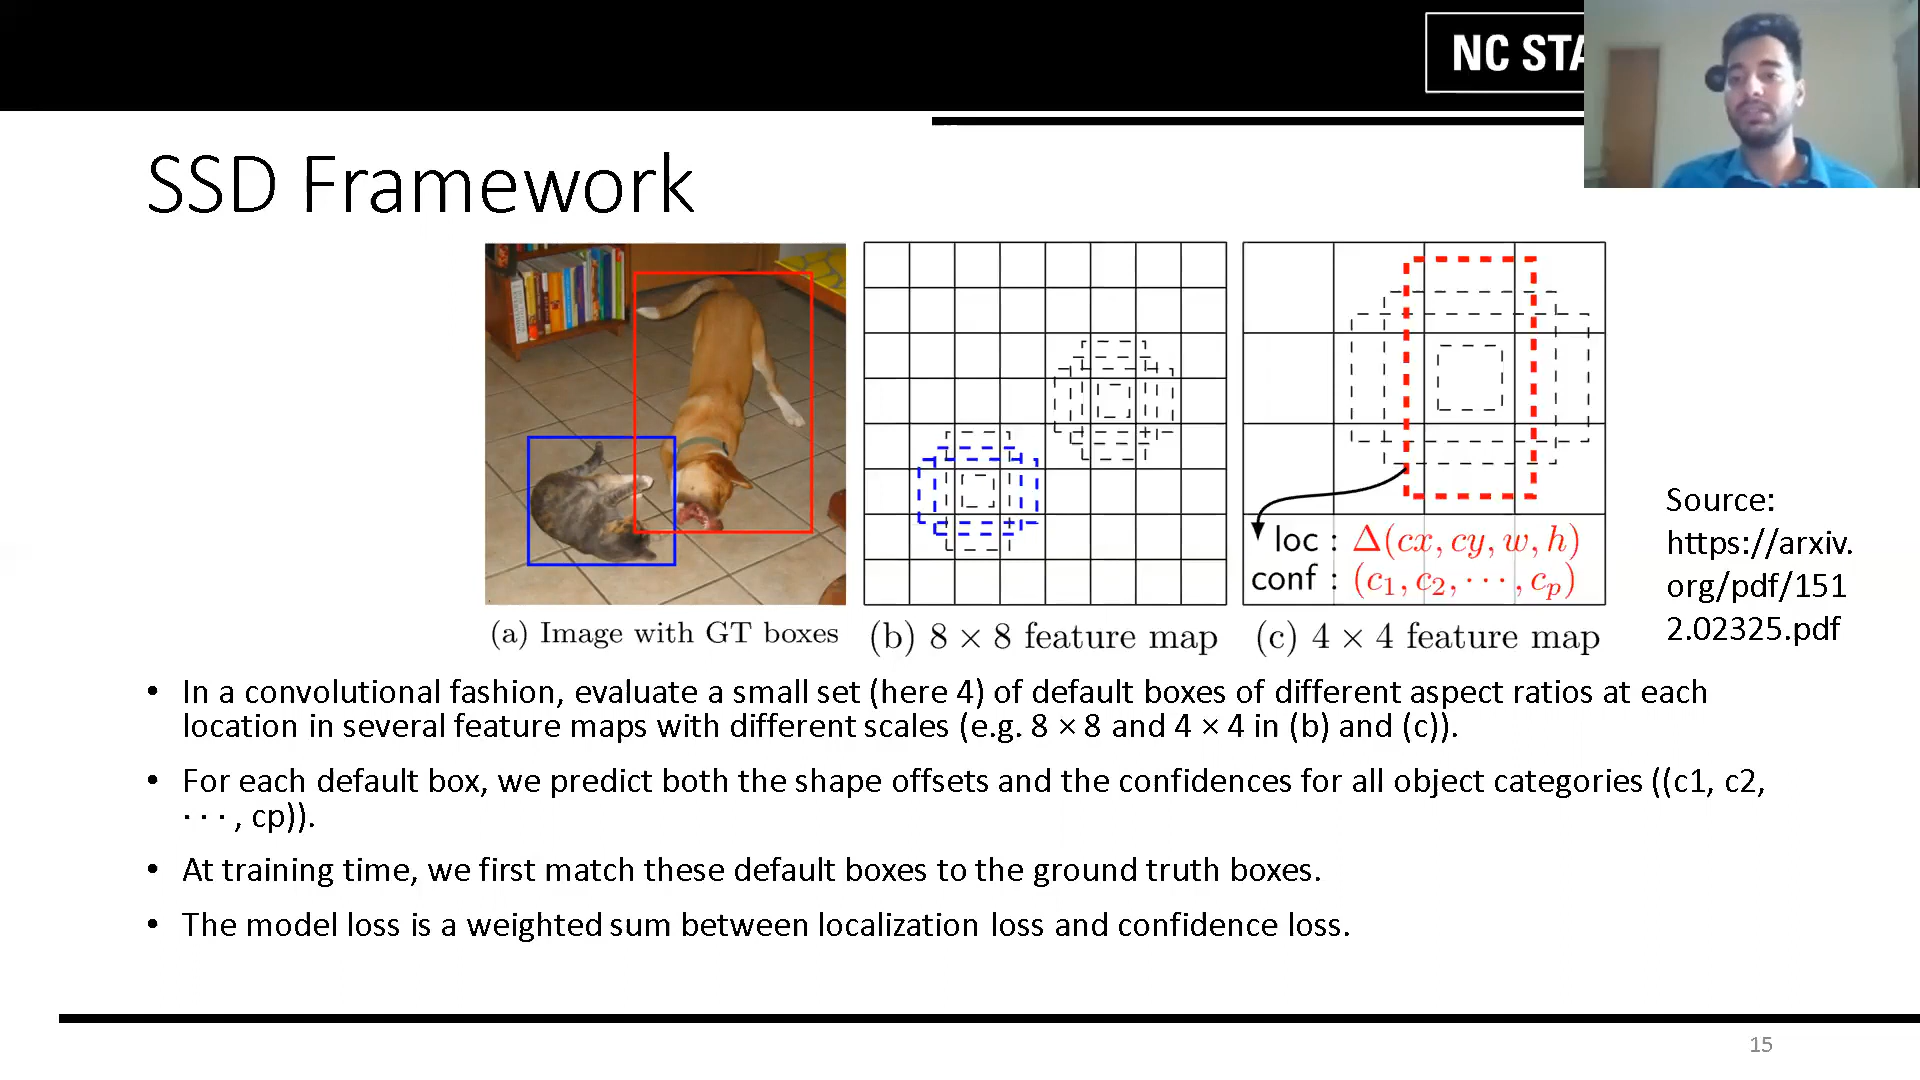 NC STA
SSD Framework
loc : Δ(cx, cy, w, h)
conf : (c₁, c₂, ···, cₚ)
(a) Image with GT boxes
(b) 8 × 8 feature map
(c) 4 × 4 feature map
Source:
https://arxiv.
org/pdf/151
2.02325.pdf
• In a convolutional fashion, evaluate a small set (here 4) of default boxes of different aspect ratios at each
location in several feature maps with different scales (e.g. 8 × 8 and 4 × 4 in (b) and (c)).
• For each default box, we predict both the shape offsets and the confidences for all object categories ((c1, c2,
· · · , cp)).
• At training time, we first match these default boxes to the ground truth boxes.
• The model loss is a weighted sum between localization loss and confidence loss.
15